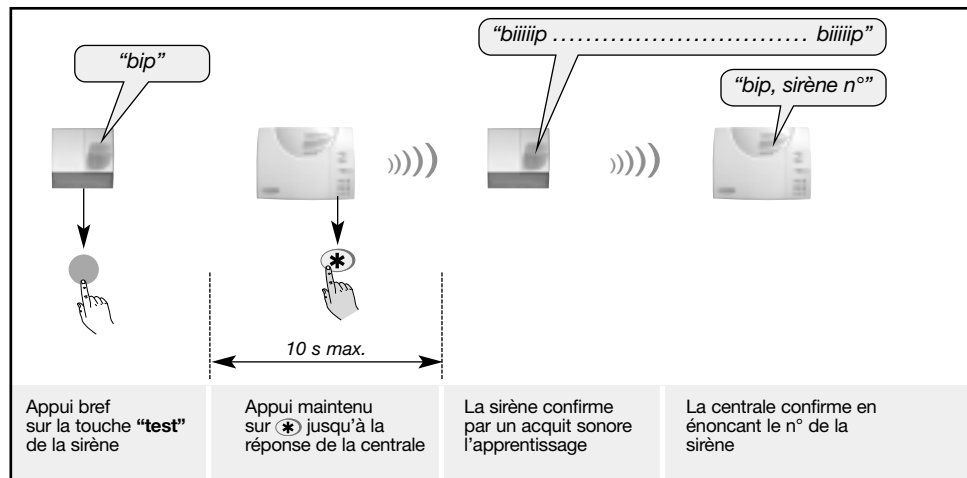 “biiiiip .............................. biiiiip”
“bip”
“bip, sirène n°”
10 s max.
Appui bref
sur la touche “test”
de la sirène
Appui maintenu
sur * jusqu’à la
réponse de la centrale
La sirène confirme
par un acquit sonore
l’apprentissage
La centrale confirme en
énoncant le n° de la
sirène